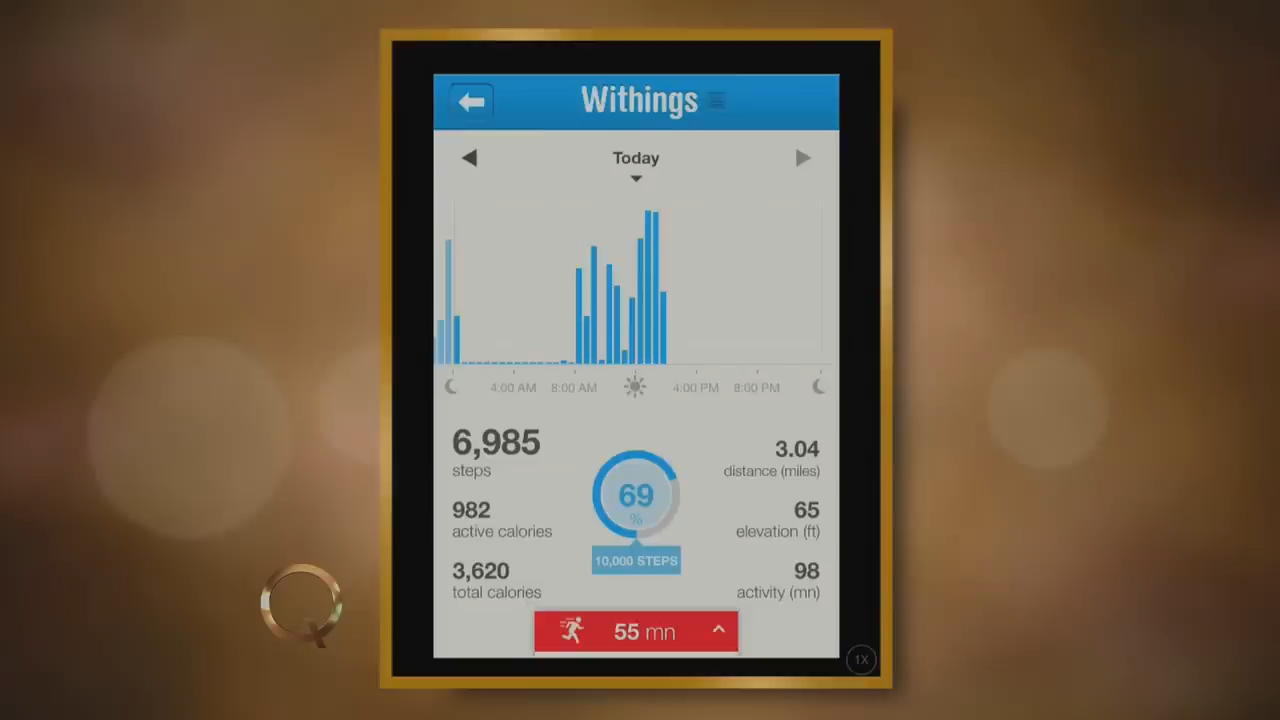 Withings
Today
4:00 AM 8:00 AM 4:00 PM 8:00 PM
6,985
steps
982
active calories
3,620
total calories
69
%
10,000 STEPS
3.04
distance (miles)
65
elevation (ft)
98
activity (mn)
55 mn
1X
Q